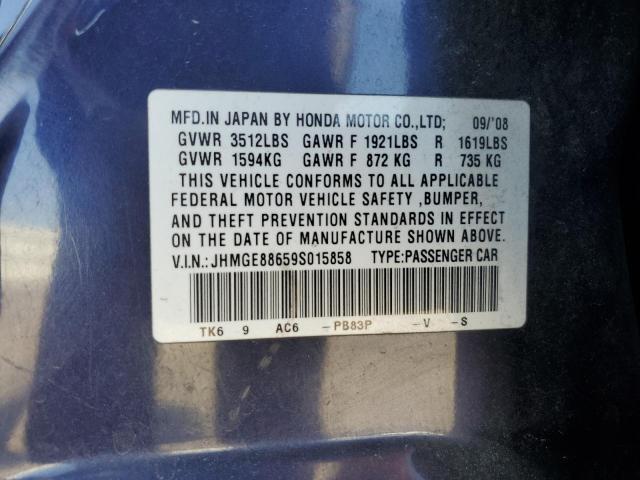 MFD.IN JAPAN BY HONDA MOTOR CO.,LTD; 09/'08
GVWR 3512LBS GAWR F 1921LBS R 1619LBS
GVWR 1594KG GAWR F 872 KG R 735 KG
THIS VEHICLE CONFORMS TO ALL APPLICABLE
FEDERAL MOTOR VEHICLE SAFETY ,BUMPER,
AND THEFT PREVENTION STANDARDS IN EFFECT
ON THE DATE OF MANUFACTURE SHOWN ABOVE.
V.I.N.:JHMGE88659S015858 TYPE:PASSENGER CAR
TK6 9 AC6 -PB83P -V -S